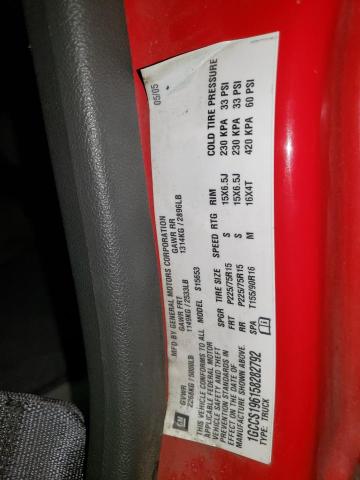 05/05
MFD BY GENERAL MOTORS CORPORATION
GVWR GAWR FRT GAWR RR
2268KG / 5000LB 1149KG / 2533LB 1314KG / 2896LB
THIS VEHICLE CONFORMS TO ALL APPLICABLE FEDERAL MOTOR VEHICLE SAFETY AND THEFT PREVENTION STANDARDS IN EFFECT ON THE DATE OF MANUFACTURE SHOWN ABOVE.
1GCCS196158282792
TYPE: TRUCK
MODEL: S15653
SPGR TIRE SIZE SPEED RTG RIM COLD TIRE PRESSURE
FRT P225/75R15 S 15X6.5J 230 KPA 33 PSI
RR P225/75R15 S 15X6.5J 230 KPA 33 PSI
SPA T155/90R16 M 16X4T 420 KPA 60 PSI
GM